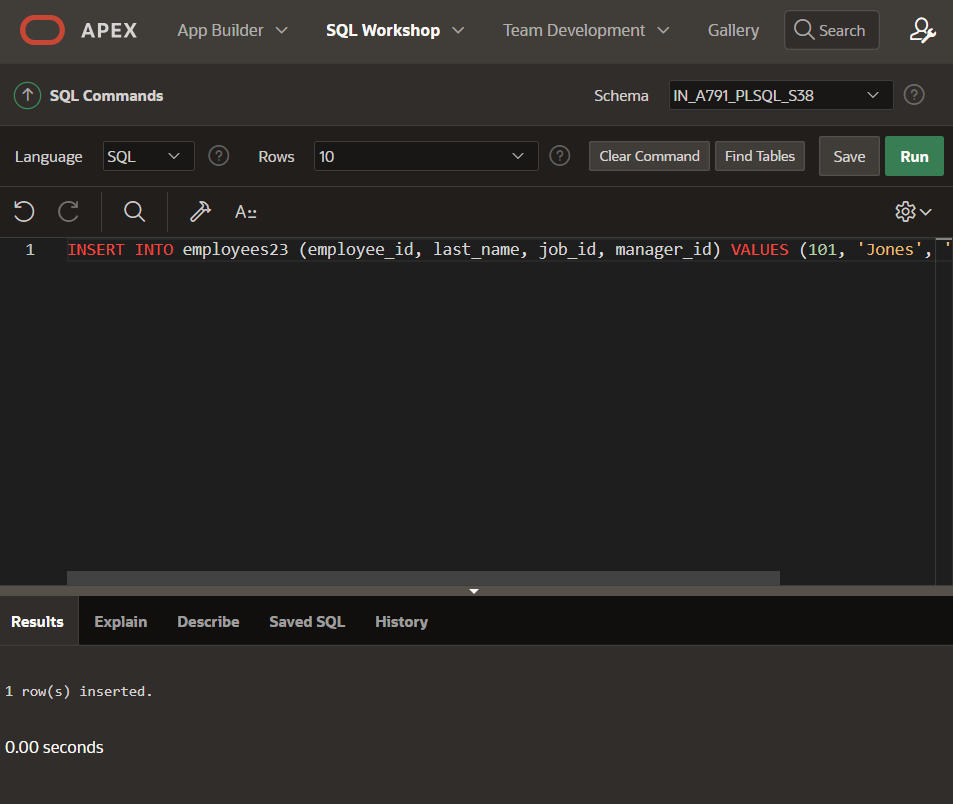 APEX App Builder SQL Workshop Team Development Gallery Search
SQL Commands Schema IN_A791_PLSQL_S38 ?
Language SQL ? Rows 10 ? Clear Command Find Tables Save Run
A::
1 INSERT INTO employees23 (employee_id, last_name, job_id, manager_id) VALUES (101, 'Jones', '
Results Explain Describe Saved SQL History
1 row(s) inserted.
0.00 seconds